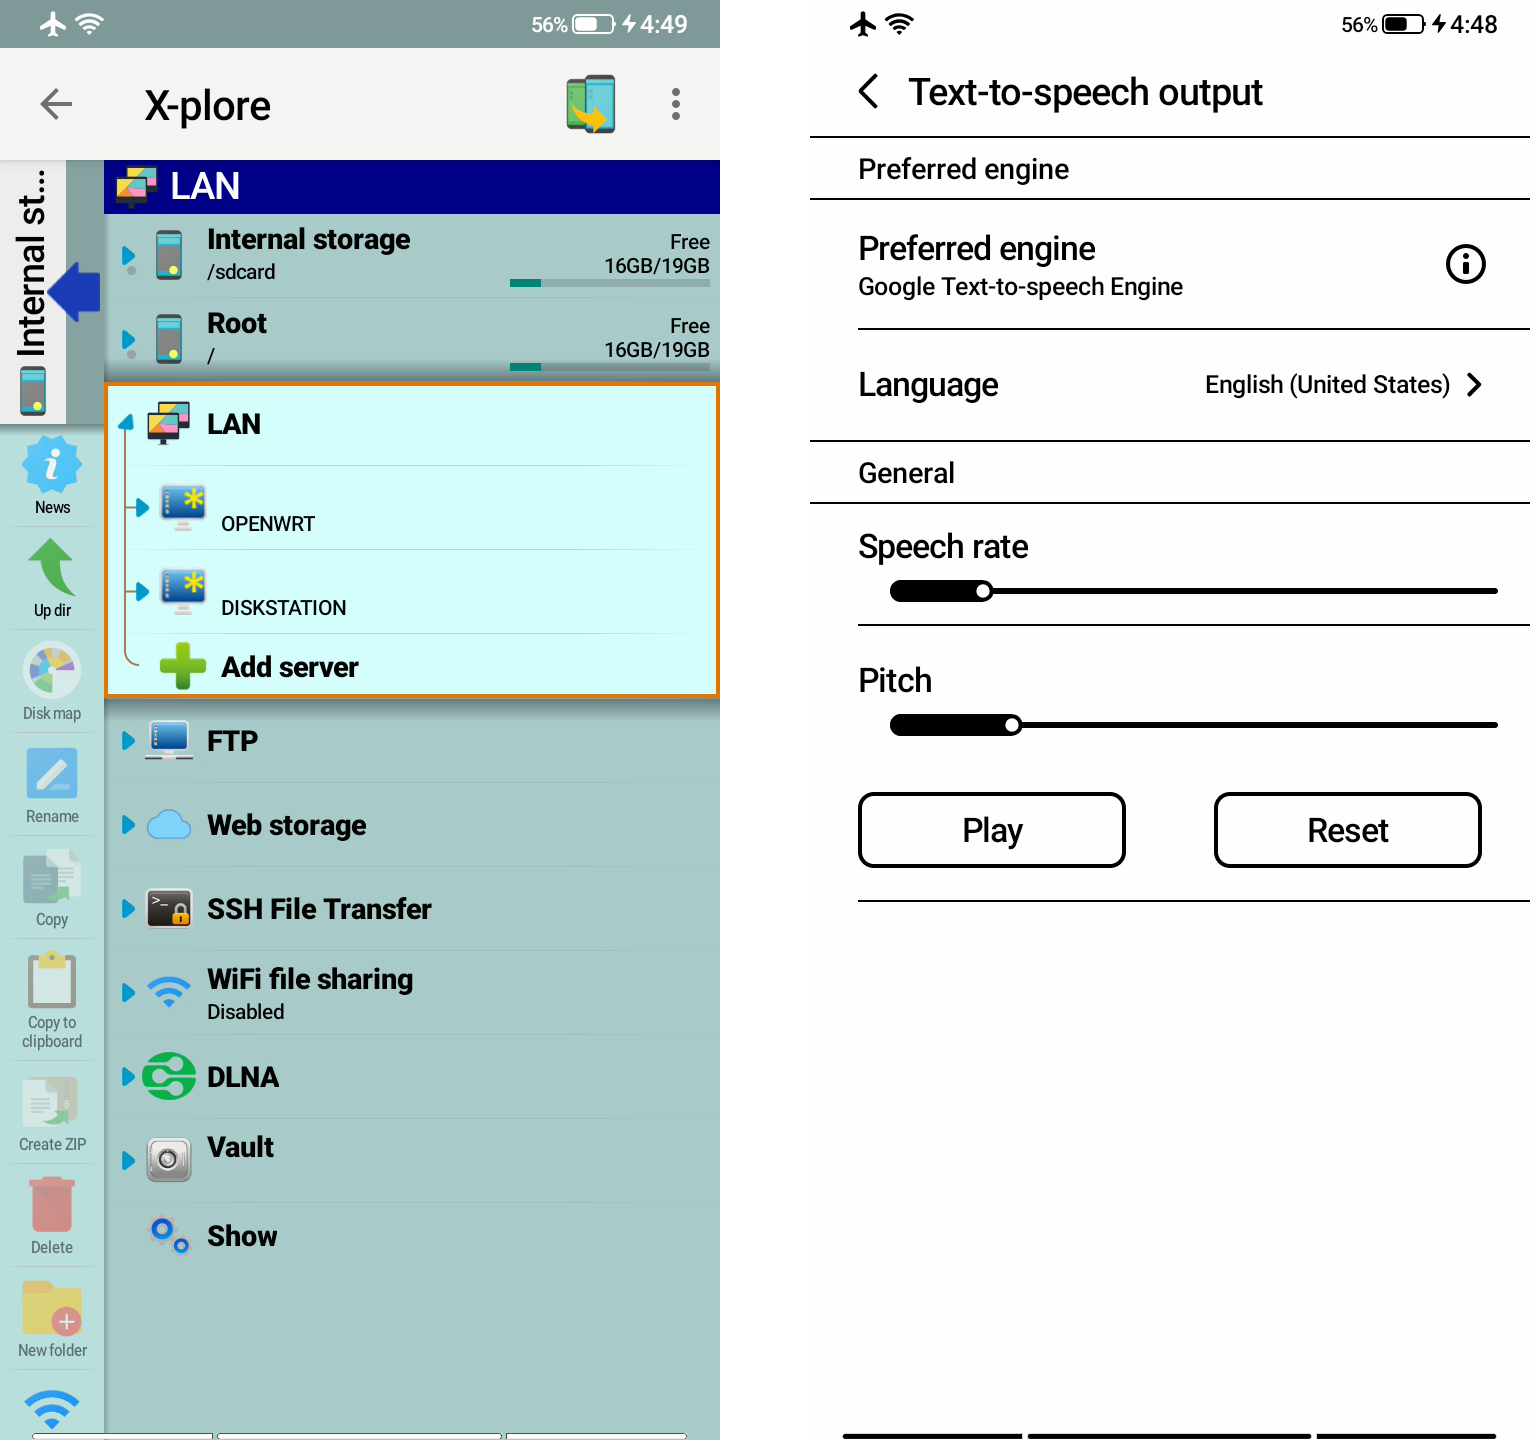 56% 4:49
X-plore
Internal st...
LAN
Internal storage
/sdcard
Free
16GB/19GB
Root
/
Free
16GB/19GB
LAN
OPENWRT
DISKSTATION
Add server
FTP
Web storage
SSH File Transfer
WiFi file sharing
Disabled
DLNA
Vault
Show
News
Up dir
Disk map
Rename
Copy
Copy to
clipboard
Create ZIP
Delete
New folder
56% 4:48
Text-to-speech output
Preferred engine
Preferred engine
Google Text-to-speech Engine
Language English (United States)
General
Speech rate
Pitch
Play Reset